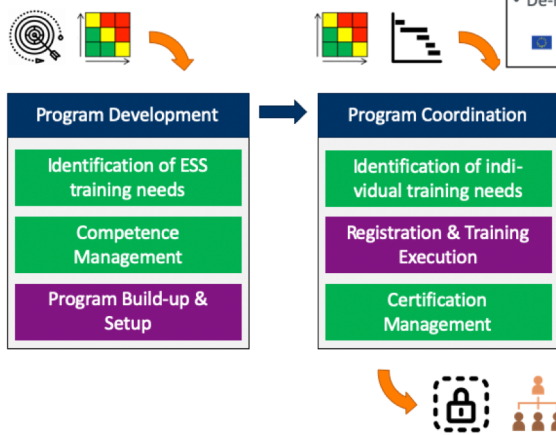 • De-
Program Development
Identification of ESS
training needs
Competence
Management
Program Build-up &
Setup
Program Coordination
Identification of indi-
vidual training needs
Registration & Training
Execution
Certification
Management